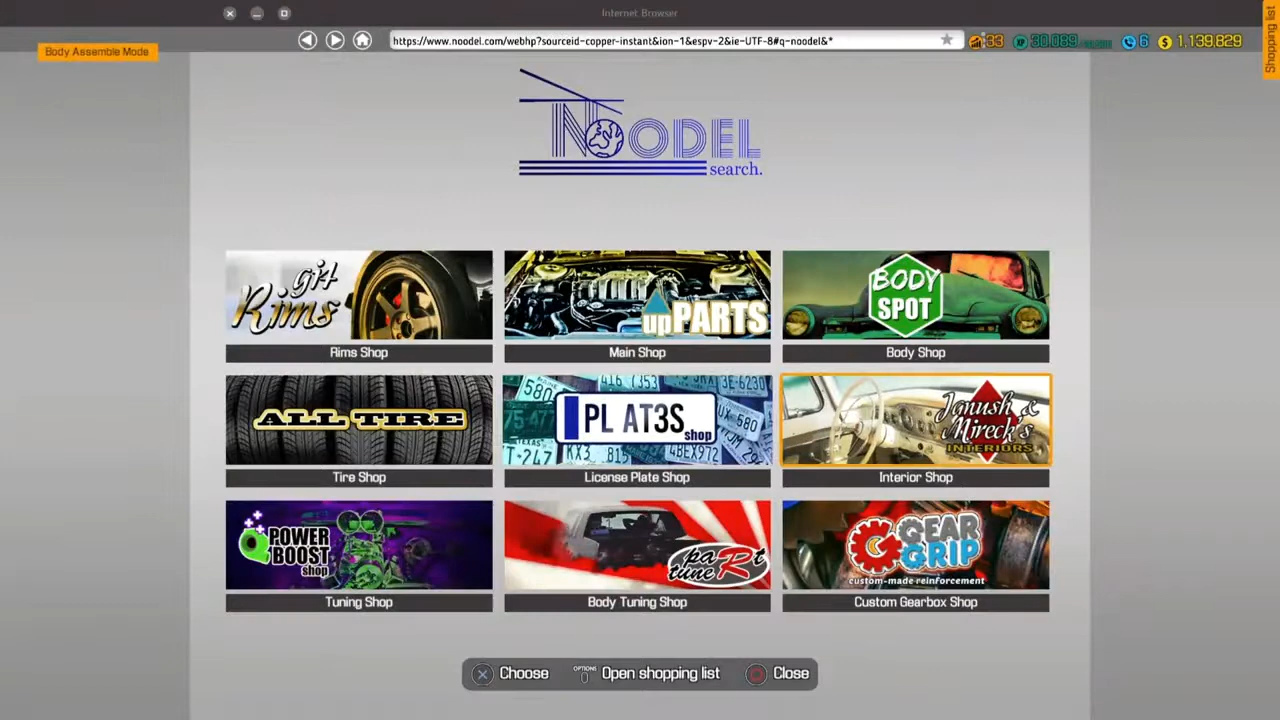 Internet Browser
Shopping list
Body Assemble Mode
https://www.noodel.com/webhp?sourceid-copper-instant&ion-1&espv-2&ie-UTF-8#q-noodel&*
33
XP 30,089
6
$ 1,139,829
NOODEL
search.
git Rims
upPARTS
BODY SPOT
Rims Shop
Main Shop
Body Shop
ALL TIRE
PL AT3S shop
Janush & Mireck's INTERIORS
Tire Shop
License Plate Shop
Interior Shop
POWER BOOST shop
paRt tune
GEAR GRIP
custom-made reinforcement
Tuning Shop
Body Tuning Shop
Custom Gearbox Shop
Choose
OPTIONS
Open shopping list
Close